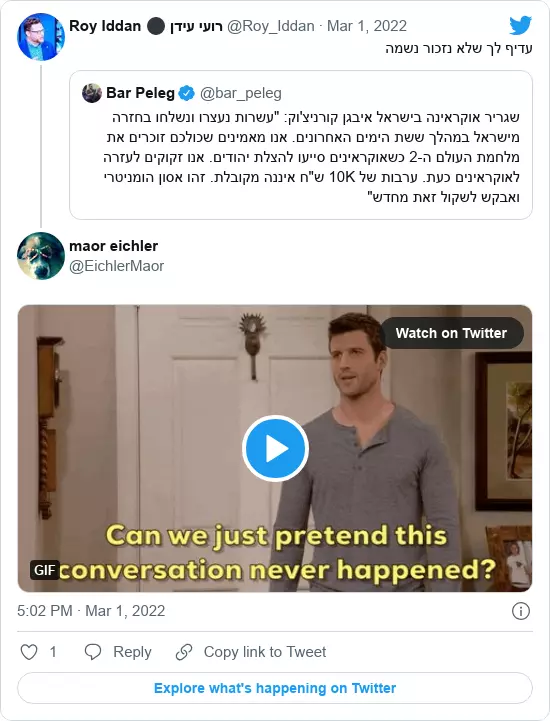 Roy Iddan ⚫ רועי עידן @Roy_Iddan · Mar 1, 2022
עדיף לך שלא נזכור נשמה
Bar Peleg @bar_peleg
שגריר אוקראינה בישראל איבגן קורניצ'וק: "עשרות נעצרו ונשלחו בחזרה
מישראל במהלך ששת הימים האחרונים. אנו מאמינים שכולכם זוכרים את
מלחמת העולם ה-2 כשאוקראינים סייעו להצלת יהודים. אנו זקוקים לעזרה
לאוקראינים כעת. ערבות של 10K ש"ח איננה מקובלת. זהו אסון הומניטרי
ואבקש לשקול זאת מחדש"
maor eichler
@EichlerMaor
Watch on Twitter
Can we just pretend this
GIF conversation never happened?
5:02 PM · Mar 1, 2022
1 Reply Copy link to Tweet
Explore what's happening on Twitter